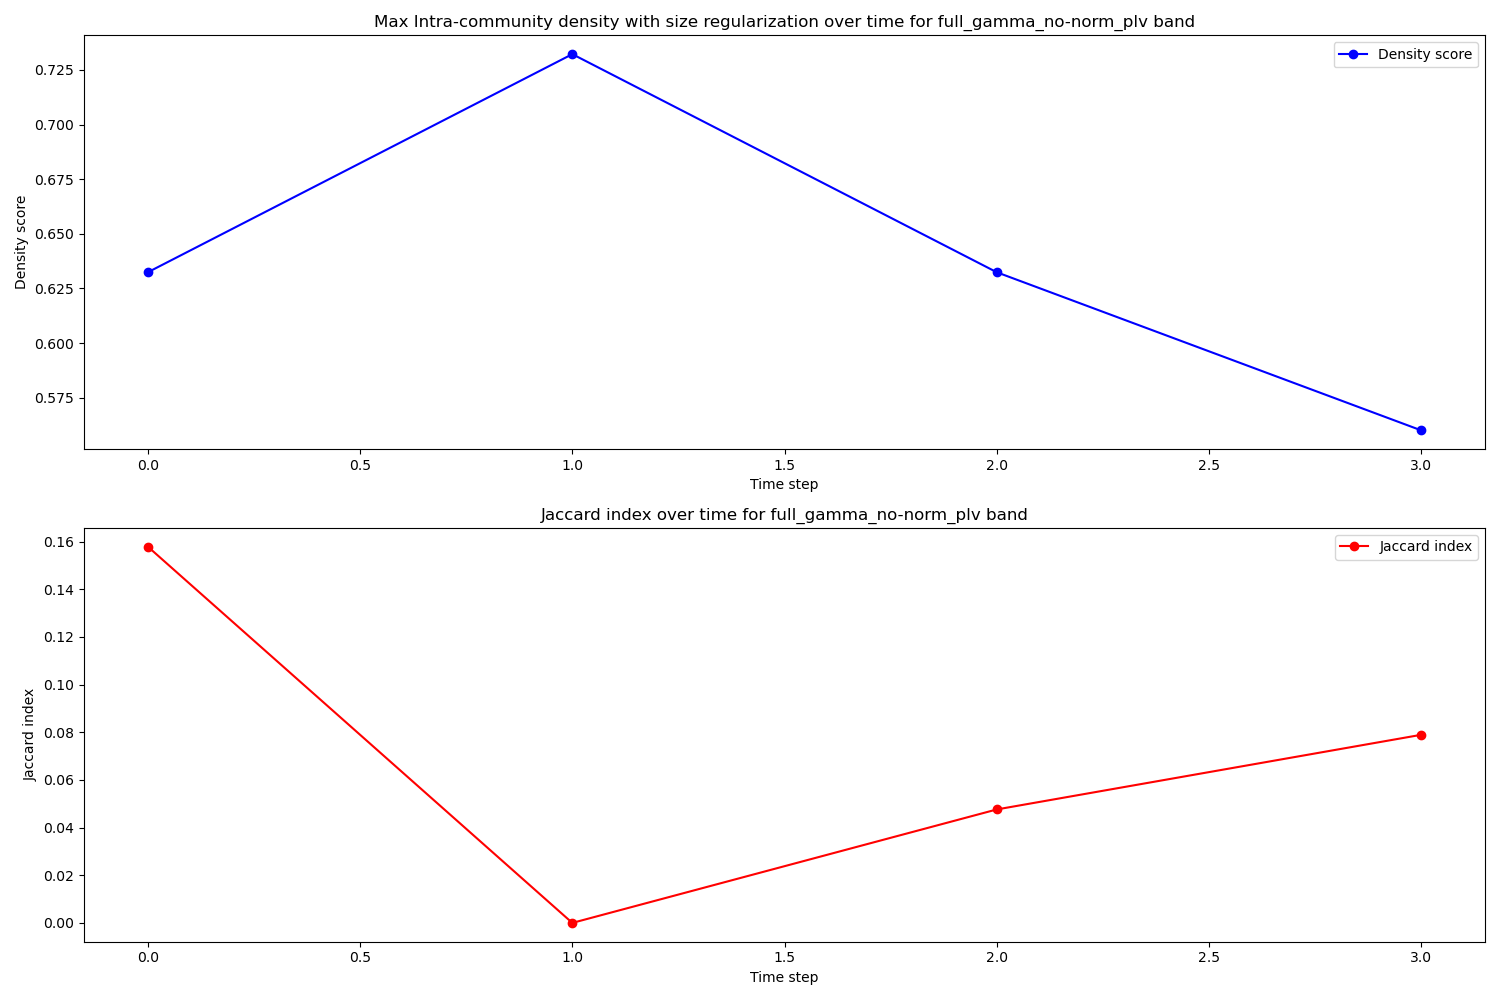 Max Intra-community density with size regularization over time for full_gamma_no-norm_plv band
Density score
0.725
0.700
0.675
0.650
0.625
0.600
0.575
Density score
0.0 0.5 1.0 1.5 2.0 2.5 3.0
Time step
Jaccard index over time for full_gamma_no-norm_plv band
Jaccard index
0.16
0.14
0.12
0.10
0.08
0.06
0.04
0.02
0.00
Jaccard index
0.0 0.5 1.0 1.5 2.0 2.5 3.0
Time step